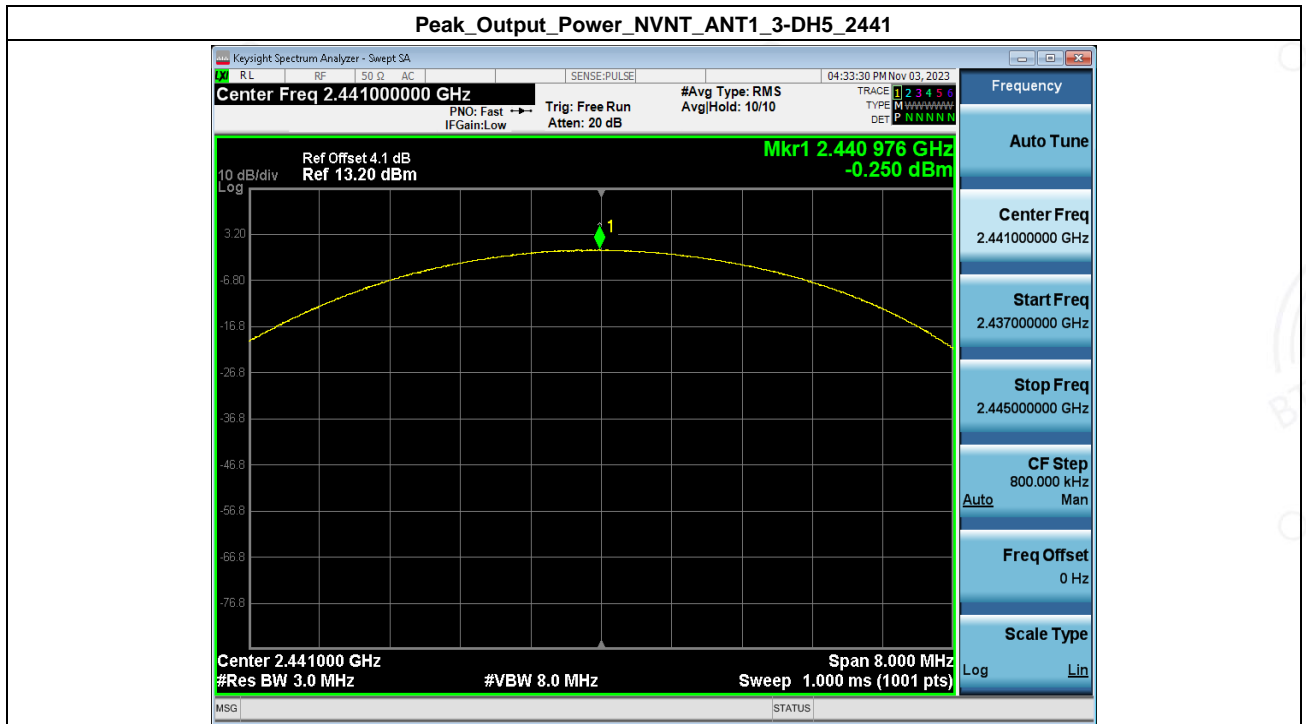 Peak_Output_Power_NVNT_ANT1_3-DH5_2441
Keysight Spectrum Analyzer - Swept SA
LXI RL RF 50 Ω AC SENSE:PULSE 04:33:30 PM Nov 03, 2023
Center Freq 2.441000000 GHz
PNO: Fast
IFGain:Low
Trig: Free Run
Atten: 20 dB
#Avg Type: RMS
Avg|Hold: 10/10
TRACE 1 2 3 4 5 6
TYPE M WWWWW
DET P N N N N N
Mkr1 2.440 976 GHz
-0.250 dBm
Ref Offset 4.1 dB
10 dB/div Ref 13.20 dBm
Log
1
3.20
-6.80
-16.8
-26.8
-36.8
-46.8
-56.8
-66.8
-76.8
Center 2.441000 GHz Span 8.000 MHz
#Res BW 3.0 MHz #VBW 8.0 MHz Sweep 1.000 ms (1001 pts)
MSG STATUS
Frequency
Auto Tune
Center Freq
2.441000000 GHz
Start Freq
2.437000000 GHz
Stop Freq
2.445000000 GHz
CF Step
800.000 kHz
Auto Man
Freq Offset
0 Hz
Scale Type
Log Lin